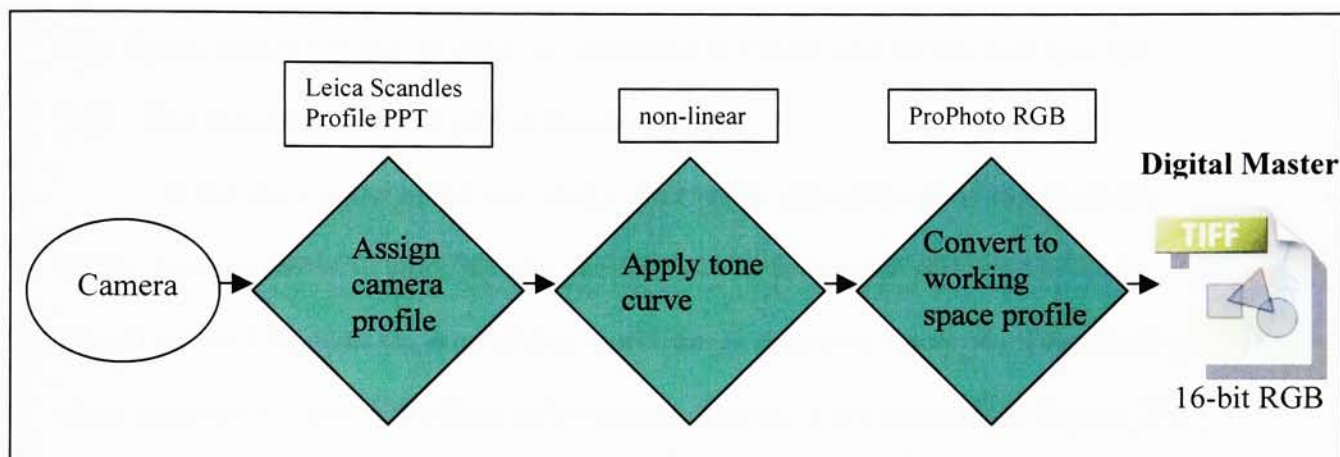 Leica Scandles
Profile PPT
non-linear
ProPhoto RGB
Digital Master
Camera
Assign
camera
profile
Apply tone
curve
Convert to
working
space profile
TIFF
16-bit RGB